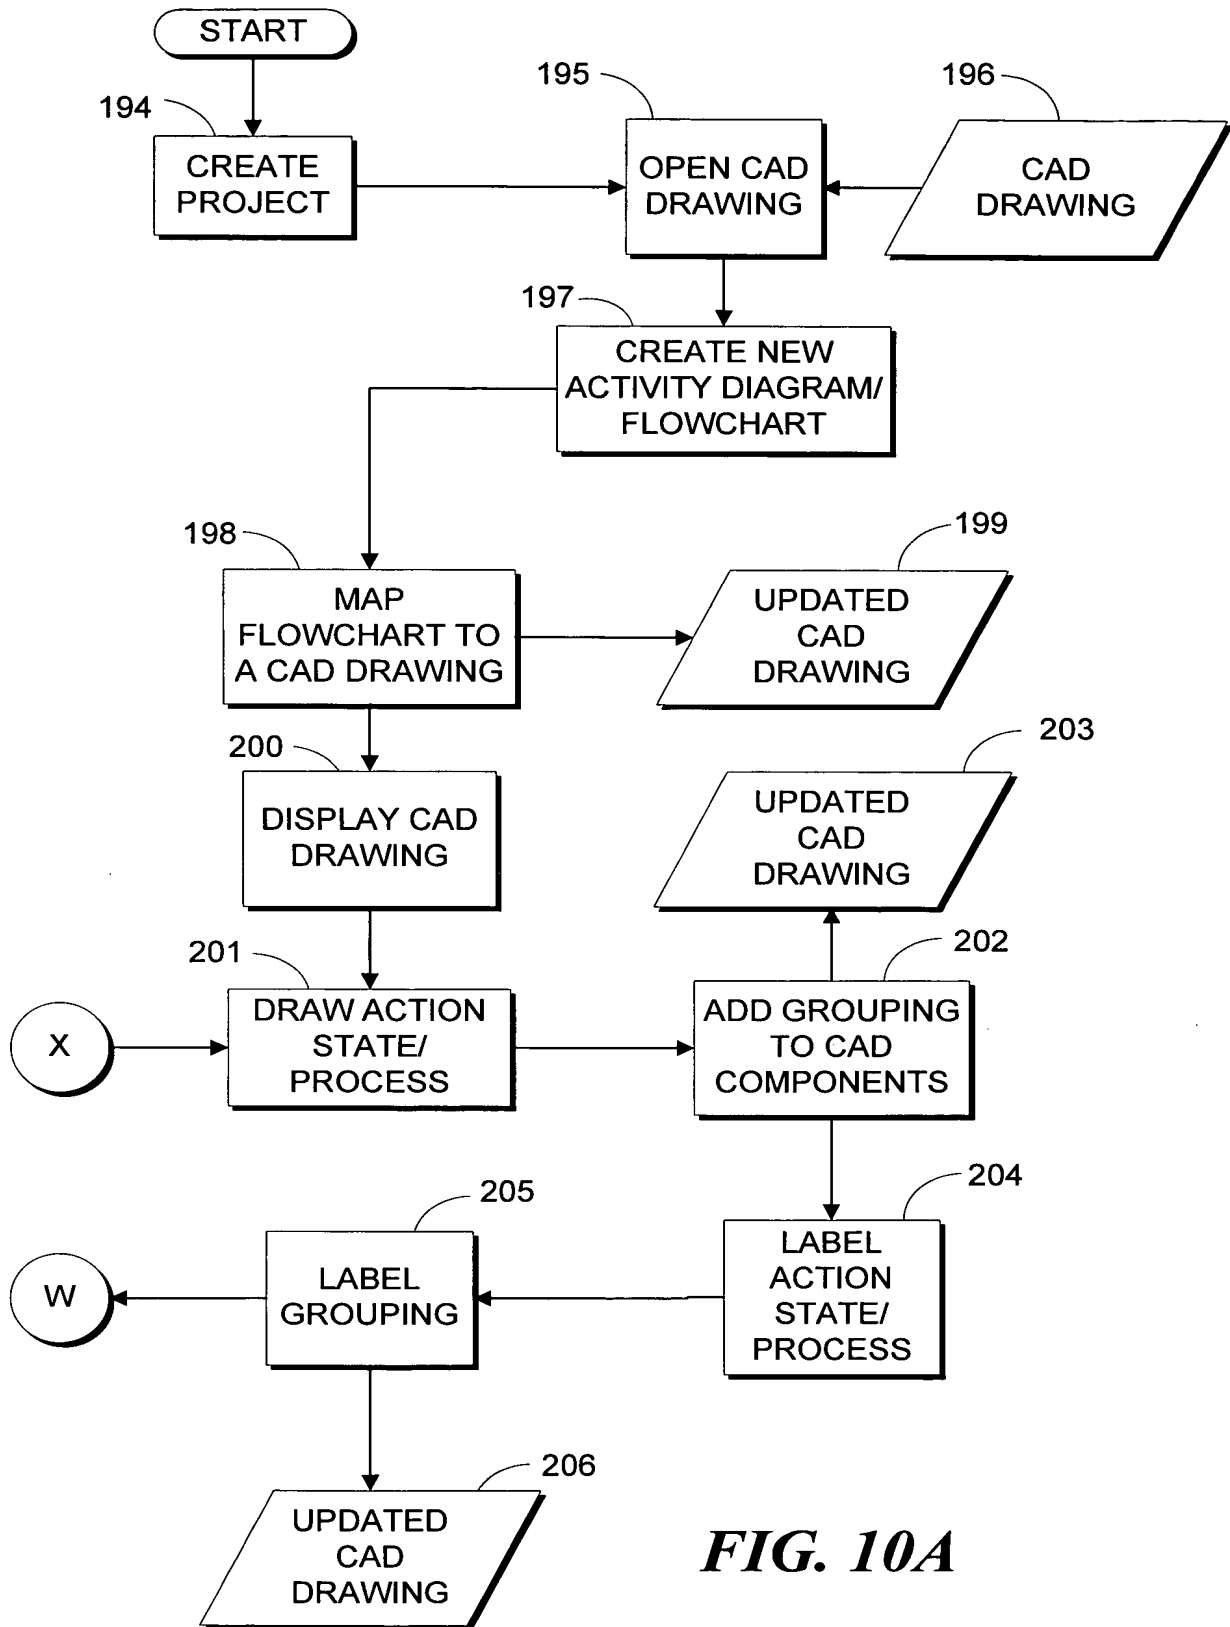 START
194
CREATE
PROJECT
195
OPEN CAD
DRAWING
196
CAD
DRAWING
197
CREATE NEW
ACTIVITY DIAGRAM/
FLOWCHART
198
MAP
FLOWCHART TO
A CAD DRAWING
199
UPDATED
CAD
DRAWING
200
DISPLAY CAD
DRAWING
203
UPDATED
CAD
DRAWING
X
201
DRAW ACTION
STATE/
PROCESS
202
ADD GROUPING
TO CAD
COMPONENTS
204
LABEL
ACTION
STATE/
PROCESS
205
LABEL
GROUPING
W
206
UPDATED
CAD
DRAWING
FIG. 10A